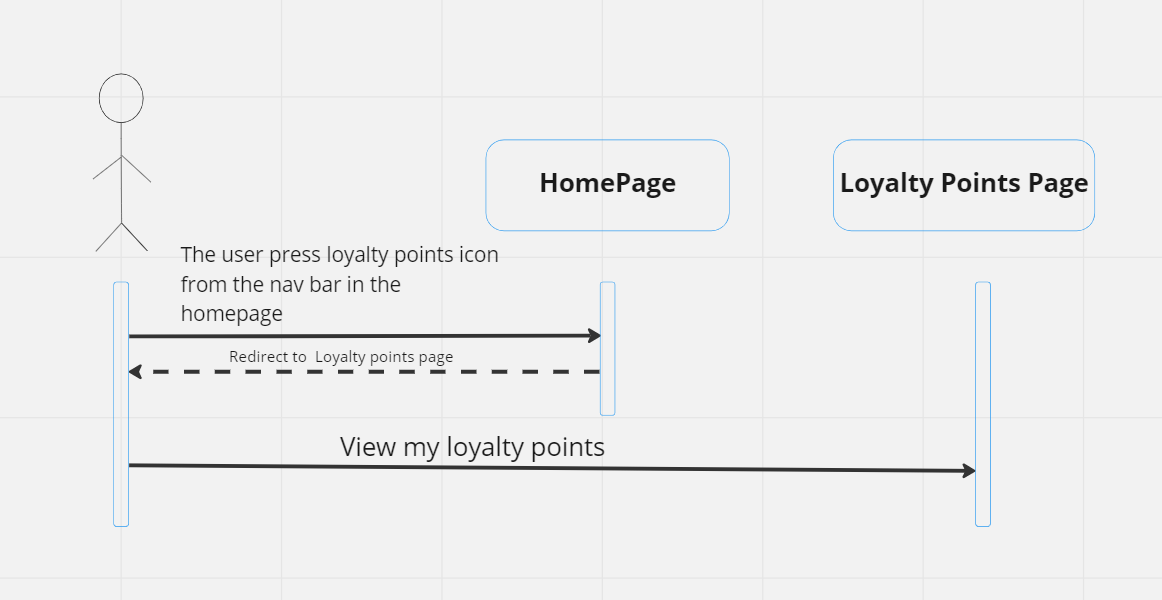 HomePage
Loyalty Points Page
The user press loyalty points icon
from the nav bar in the
homepage
Redirect to  Loyalty points page
View my loyalty points